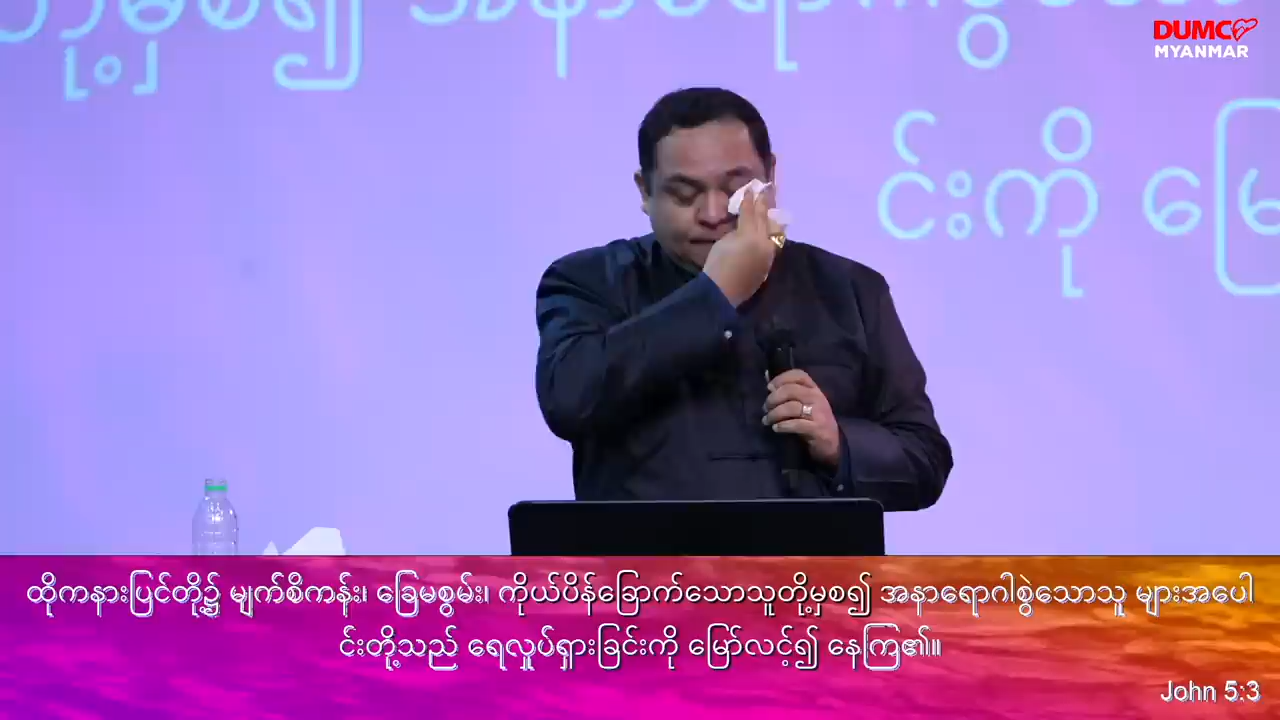 DUMC
MYANMAR
င်းကို မြေ
ထိုကနားပြင်တို့၌ မျက်စိကန်း၊ ခြေမစွမ်း၊ ကိုယ်ပိန်ခြောက်သောသူတို့မှစ၍ အနာရောဂါစွဲသောသူ များအပေါ
င်းတို့သည် ရေလှုပ်ရှားခြင်းကို မြော်လင့်၍ နေကြ၏။
John 5:3